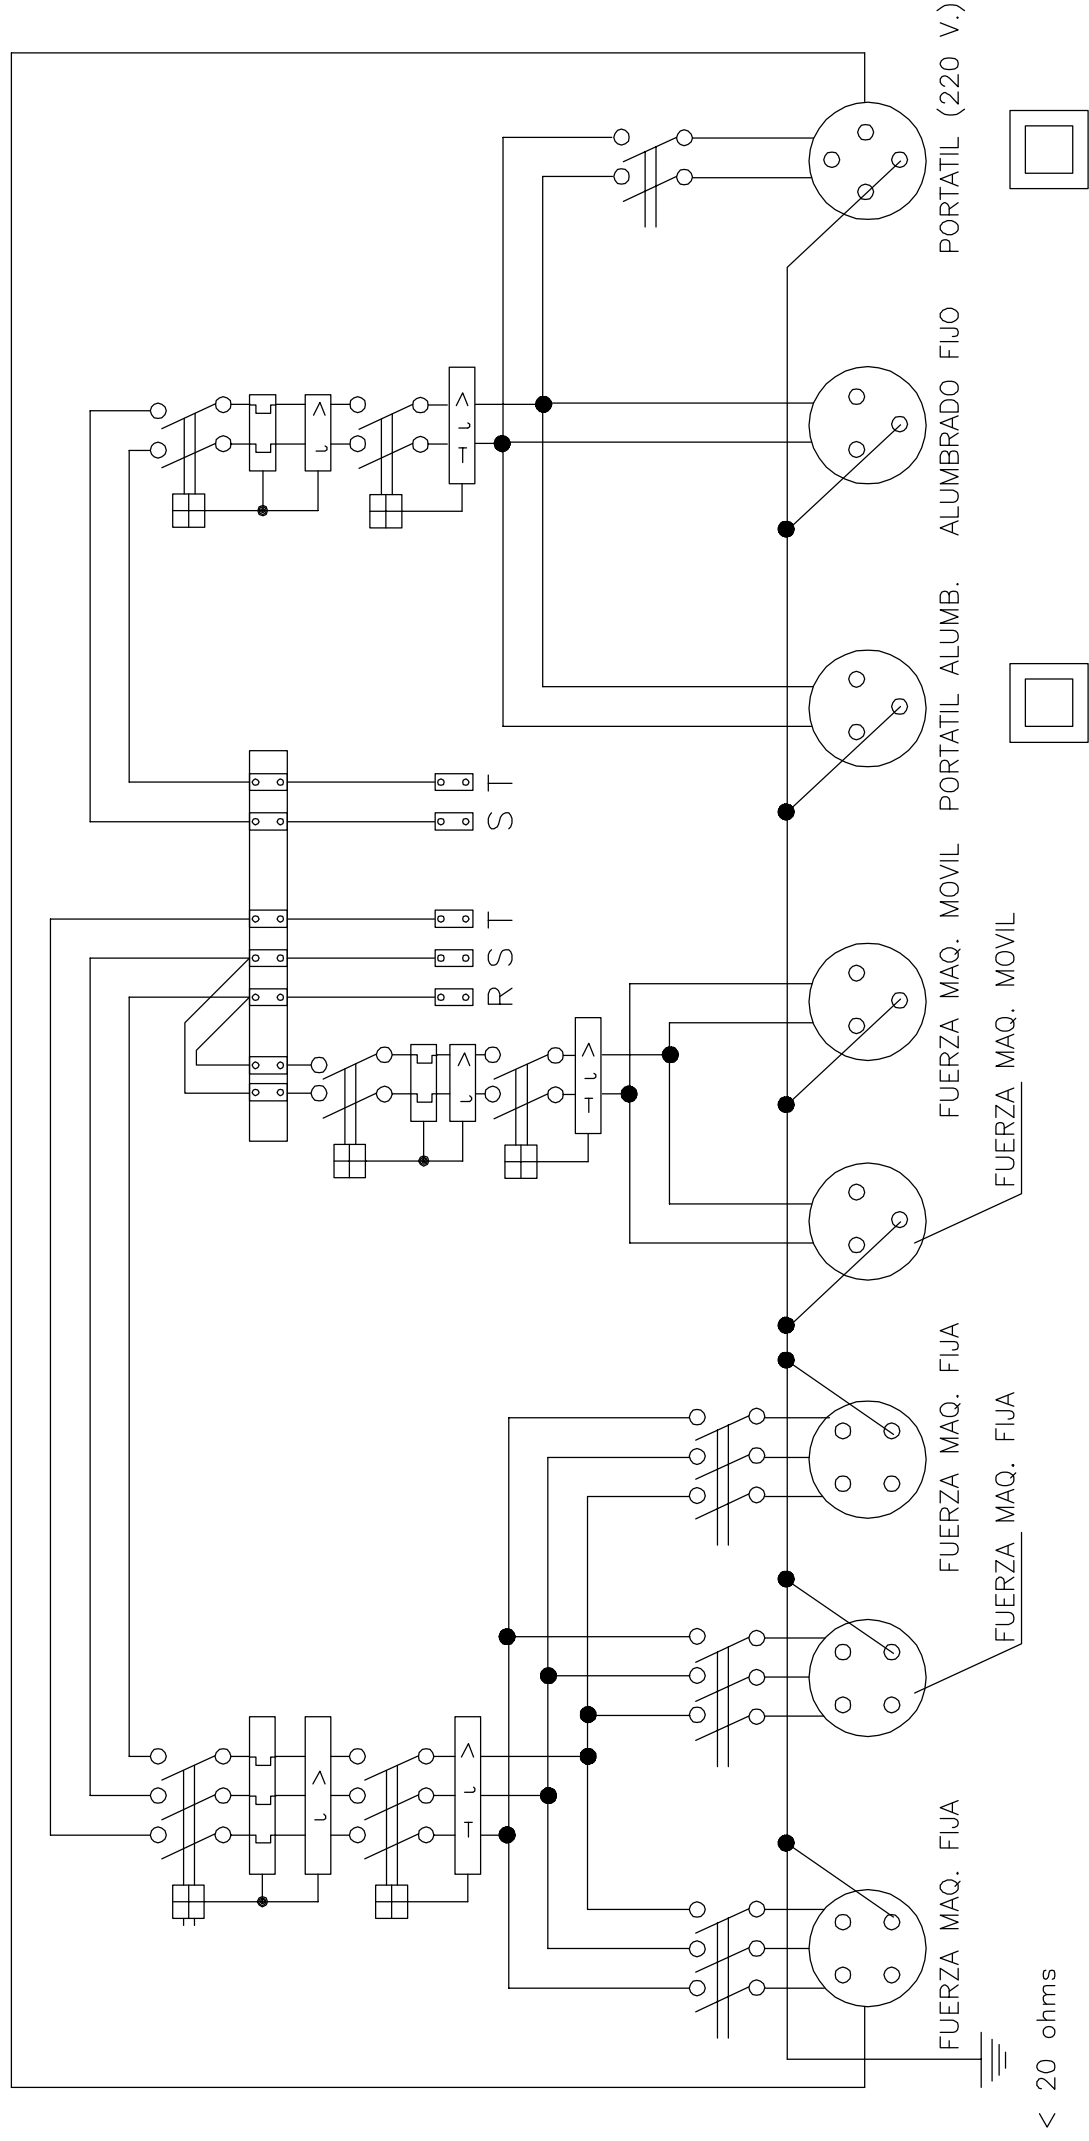 R S T
S T
FUERZA MAQ. FIJA
FUERZA MAQ. FIJA
FUERZA MAQ. MOVIL
PORTATIL ALUMB.
ALUMBRADO FIJO
PORTATIL (220 V.)
FUERZA MAQ. FIJA
FUERZA MAQ. MOVIL
< 20 ohms